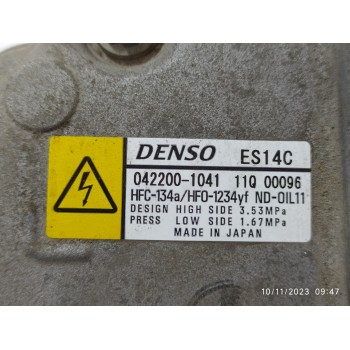 DENSO ES14C
042200-1041 11Q 00096
HFC-134a/HFO-1234yf ND-OIL11
DESIGN HIGH SIDE 3.53MPa
PRESS LOW SIDE 1.67MPa
MADE IN JAPAN
10/11/2023 09:47